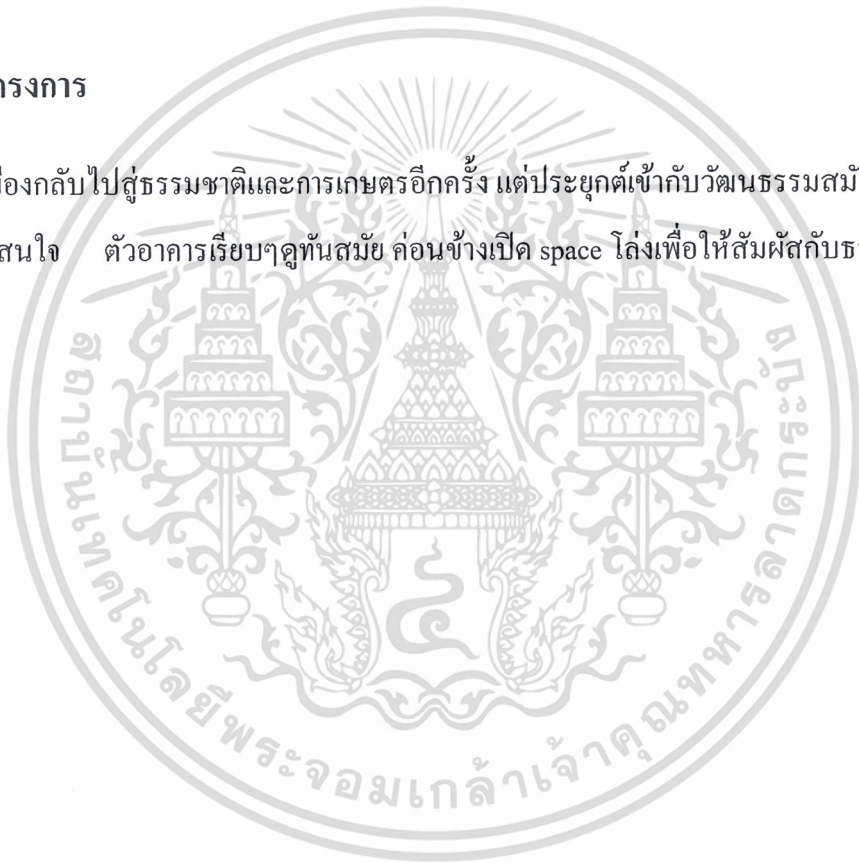 ครงการ
มืองกลับไปสู่ธรรมชาติและการเกษตรอีกครั้ง แต่ประยุกต์เข้ากับวัฒนธรรมสมั
สนใจ ตัวอาคารเรียบๆดูทันสมัย ค่อนข้างเปิด space โล่งเพื่อให้สัมผัสกับธร
สถาบันเทคโนโลยีพระจอมเกล้าเจ้าคุณทหารลาดกระบัง